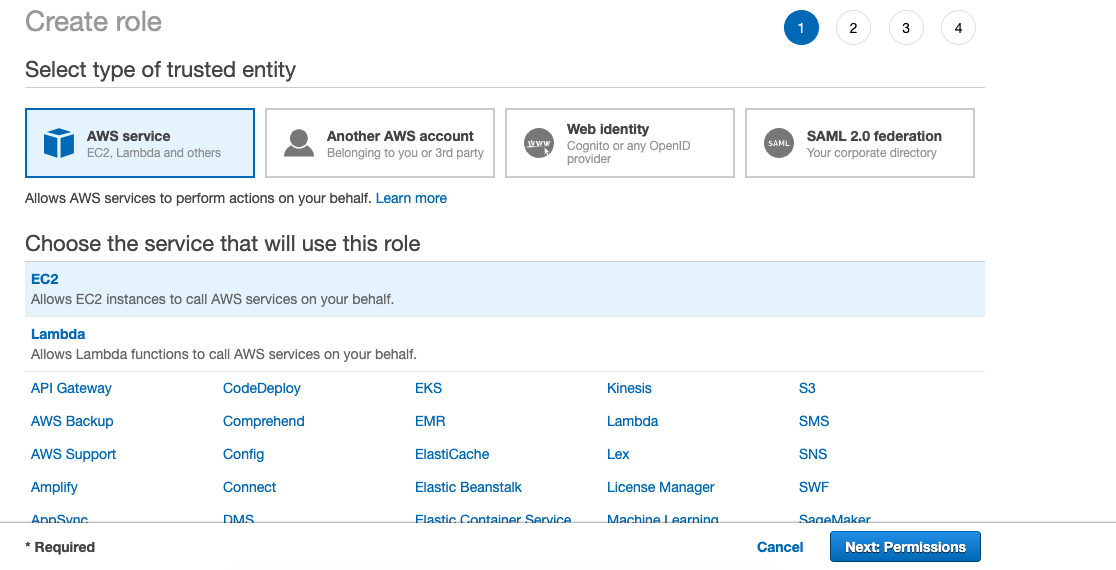 Create role
1 2 3 4
Select type of trusted entity
AWS service
EC2, Lambda and others
Another AWS account
Belonging to you or 3rd party
www
Web identity
Cognito or any OpenID
provider
SAML
SAML 2.0 federation
Your corporate directory
Allows AWS services to perform actions on your behalf. Learn more
Choose the service that will use this role
EC2
Allows EC2 instances to call AWS services on your behalf.
Lambda
Allows Lambda functions to call AWS services on your behalf.
API Gateway CodeDeploy EKS Kinesis S3
AWS Backup Comprehend EMR Lambda SMS
AWS Support Config ElastiCache Lex SNS
Amplify Connect Elastic Beanstalk License Manager SWF
AppSync DMS Elastic Container Service Machine Learning SageMaker
* Required
Cancel
Next: Permissions